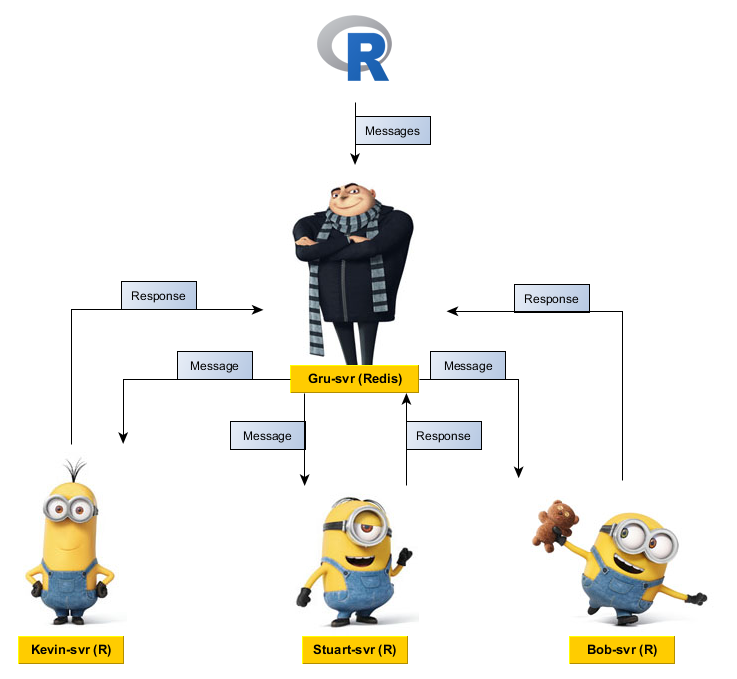 R
Messages
Response
Response
Message
Gru-svr (Redis)
Message
Message
Response
Kevin-svr (R)
Stuart-svr (R)
Bob-svr (R)